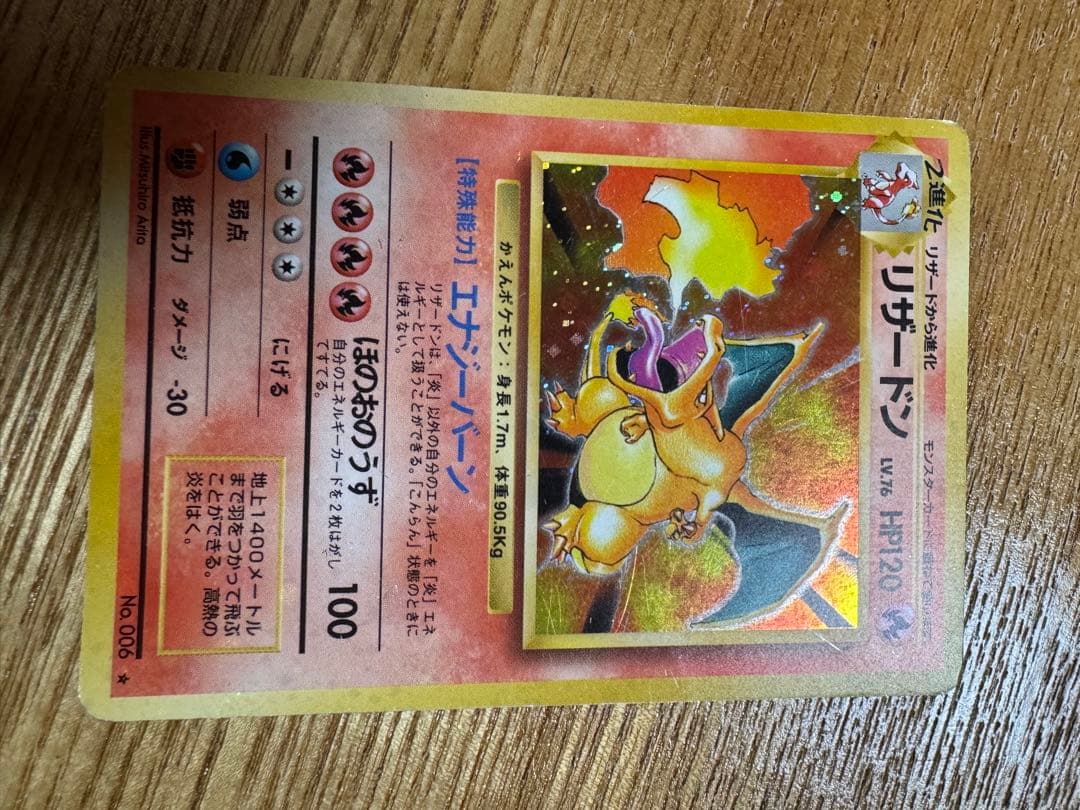 2進化 リザードから進化
リザードン LV.76 HP120
かえんポケモン：身長1.7m、体重90.5Kg
【特殊能力】エナジーバーン
リザードンは、「炎」以外の自分のエネルギーを「炎」エネ
ルギーとして扱うことができる。「こんらん」状態のときに
は使えない。
ほのおのうず 100
自分のエネルギーカードを２枚はがし
てすてる。
にげる
弱点
抵抗力 ダメージ -30
地上1400メートル
まで羽をつかって飛ぶ
ことができる。高熱の
炎をはく。
Illus. Mitsuhiro Arita
No. 006